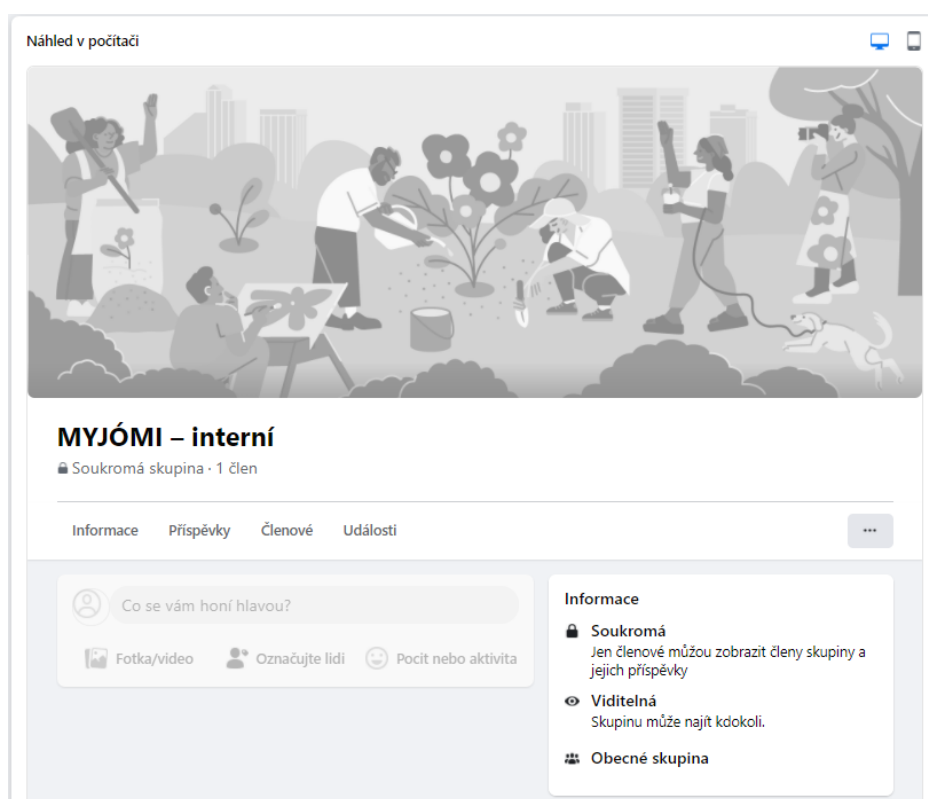 Náhled v počítači
MYJÓMI – interní
Soukromá skupina · 1 člen
Informace Příspěvky Členové Události
Co se vám honí hlavou?
Fotka/video Označujte lidi Pocit nebo aktivita
Informace
Soukromá
Jen členové můžou zobrazit členy skupiny a
jejich příspěvky
Viditelná
Skupinu může najít kdokoli.
Obecné skupina